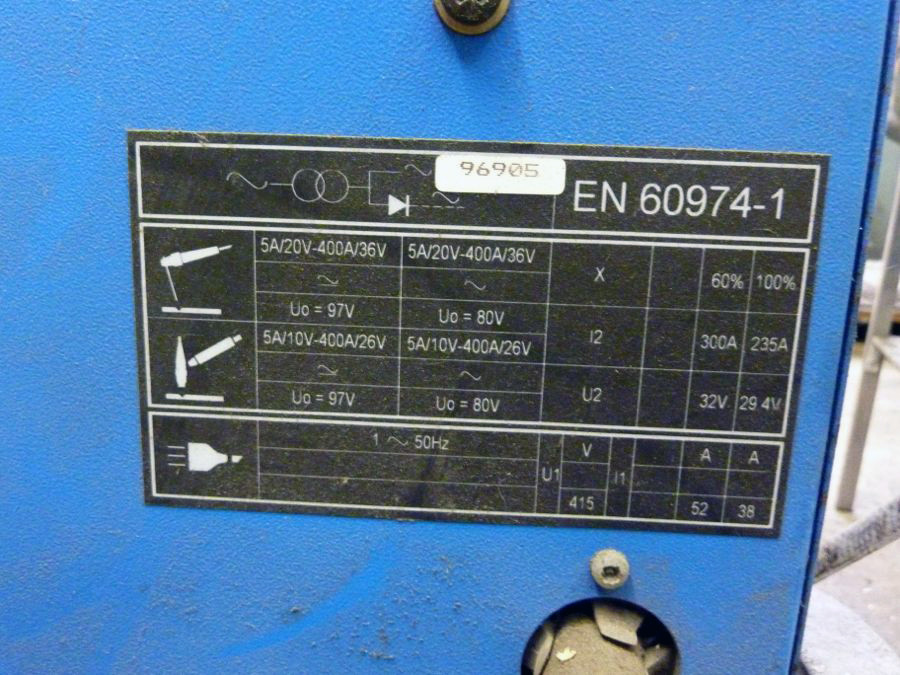 96905
EN 60974-1
5A/20V-400A/36V 5A/20V-400A/36V X 60% 100%
~ ~
Uo = 97V Uo = 80V
5A/10V-400A/26V 5A/10V-400A/26V I2 300A 235A
~ ~
Uo = 97V Uo = 80V U2 32V 29.4V
1 ~ 50Hz U1 V I1 A A
415 52 38